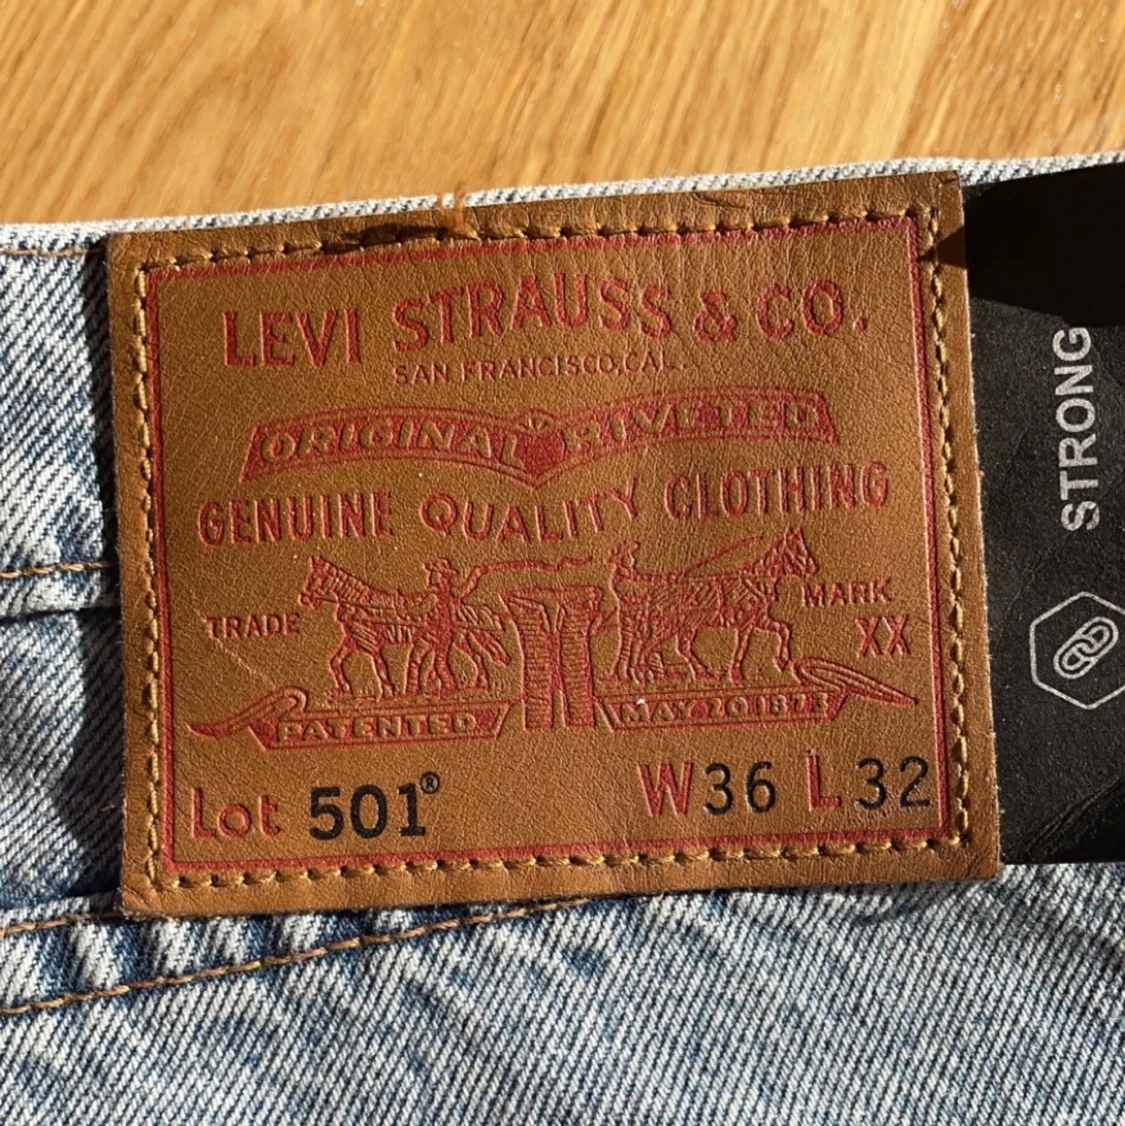 LEVI STRAUSS & CO.
SAN FRANCISCO, CAL.
ORIGINAL RIVETED
GENUINE QUALITY CLOTHING
TRADE MARK
XX
PATENTED MAY 20 1873
Lot 501® W36 L32
STRONG